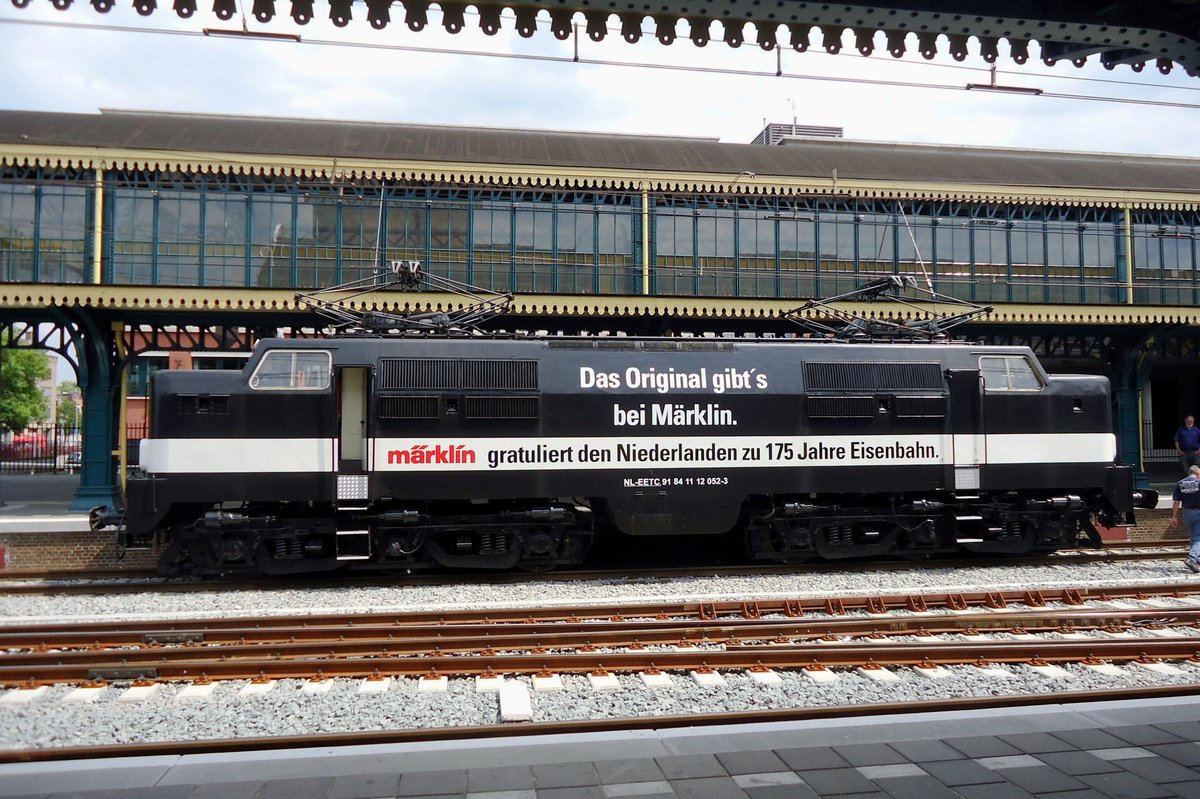 Das Original gibt´s
bei Märklin.
märklin gratuliert den Niederlanden zu 175 Jahre Eisenbahn.
NL-EETC 91 84 11 12 052-3